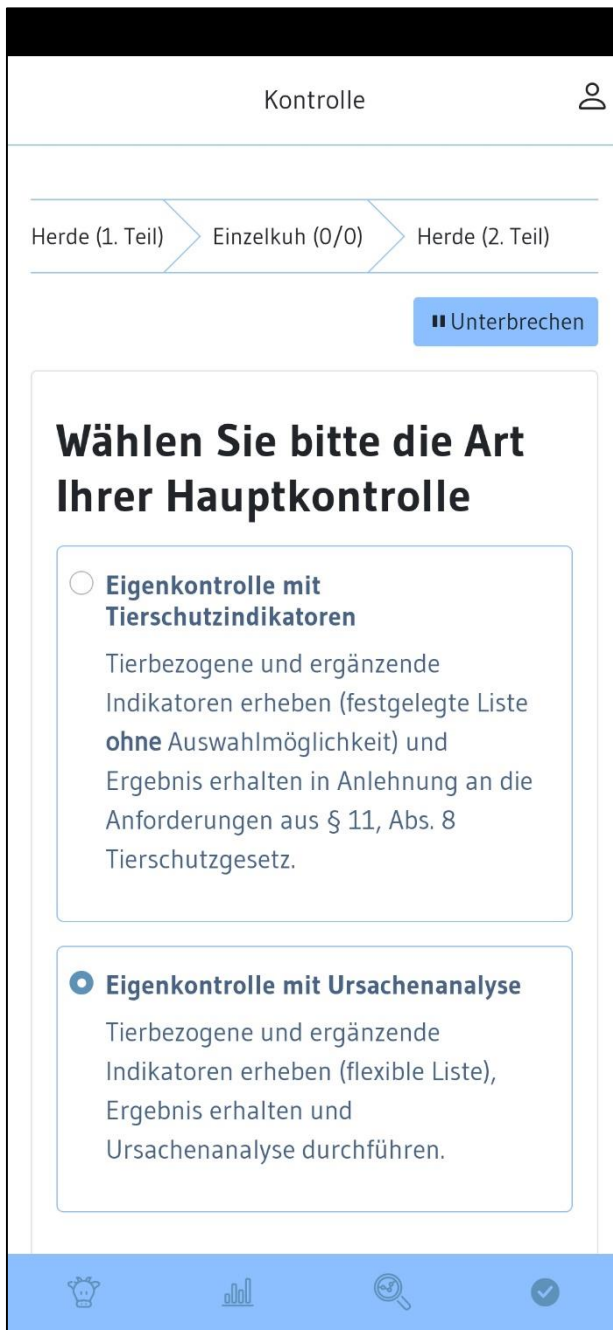 Kontrolle
Herde (1. Teil) Einzelkuh (0/0) Herde (2. Teil)
Unterbrechen
Wählen Sie bitte die Art
Ihrer Hauptkontrolle
Eigenkontrolle mit
Tierschutzindikatoren
Tierbezogene und ergänzende
Indikatoren erheben (festgelegte Liste
ohne Auswahlmöglichkeit) und
Ergebnis erhalten in Anlehnung an die
Anforderungen aus § 11, Abs. 8
Tierschutzgesetz.
Eigenkontrolle mit Ursachenanalyse
Tierbezogene und ergänzende
Indikatoren erheben (flexible Liste),
Ergebnis erhalten und
Ursachenanalyse durchführen.